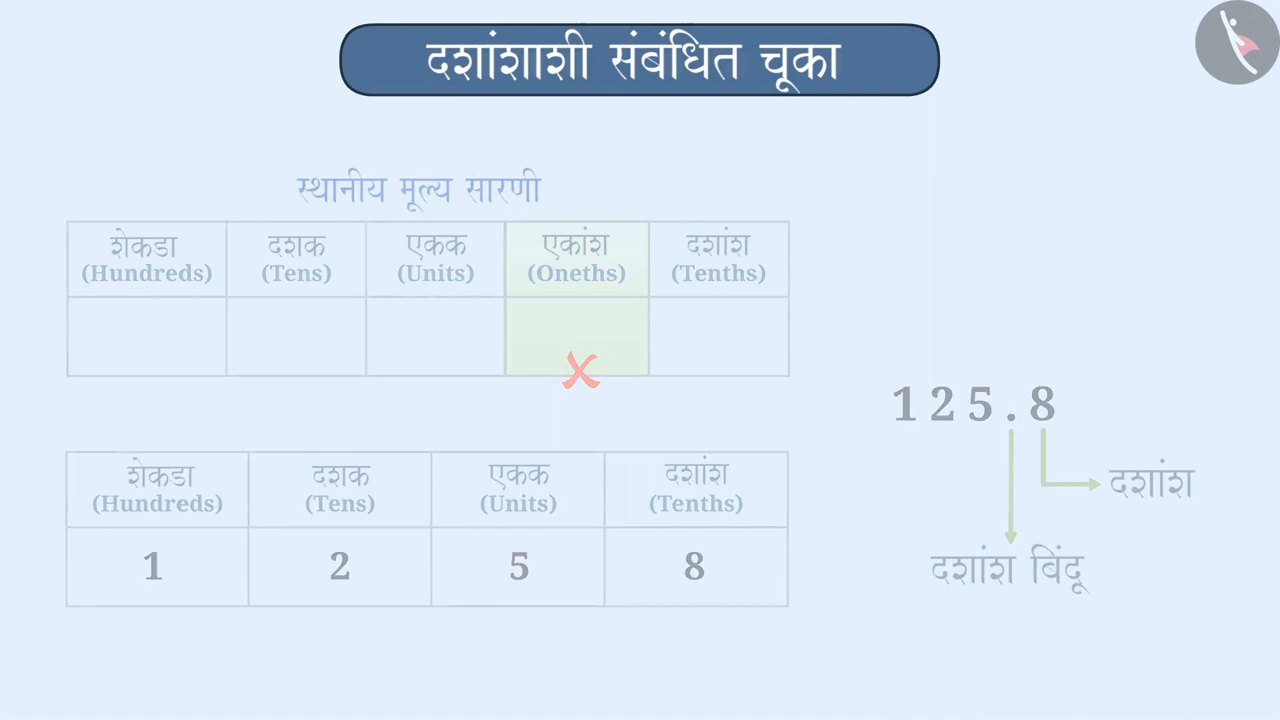 दशांशाशी संबंधित चूका
स्थानीय मूल्य सारणी
शेकडा दशक एकक एकांश दशांश
(Hundreds) (Tens) (Units) (Oneths) (Tenths)
125.8
शेकडा दशक एकक दशांश
(Hundreds) (Tens) (Units) (Tenths)
दशांश
1 2 5 8
दशांश बिंदू